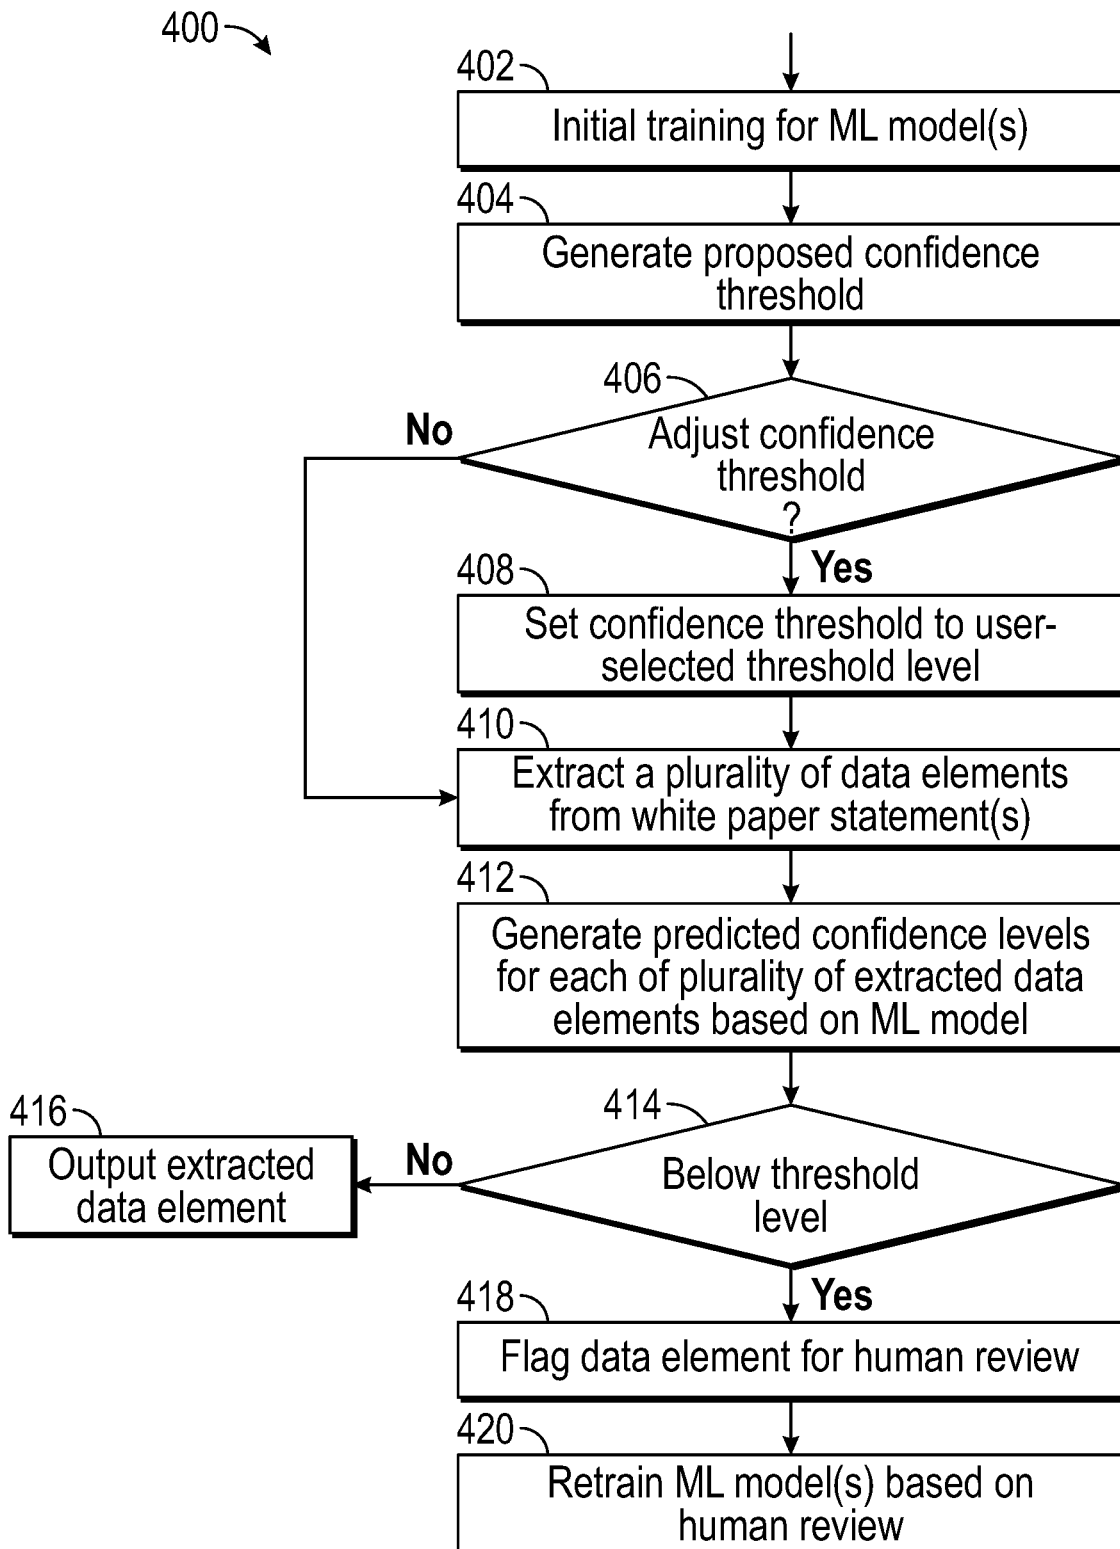 400
402
Initial training for ML model(s)
404
Generate proposed confidence
threshold
406
No
Adjust confidence
threshold
?
Yes
408
Set confidence threshold to user-
selected threshold level
410
Extract a plurality of data elements
from white paper statement(s)
412
Generate predicted confidence levels
for each of plurality of extracted data
elements based on ML model
414
416
No
Output extracted
data element
Below threshold
level
Yes
418
Flag data element for human review
420
Retrain ML model(s) based on
human review